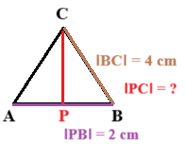 C
|BC| = 4 cm
|PC| = ?
A P B
|PB| = 2 cm